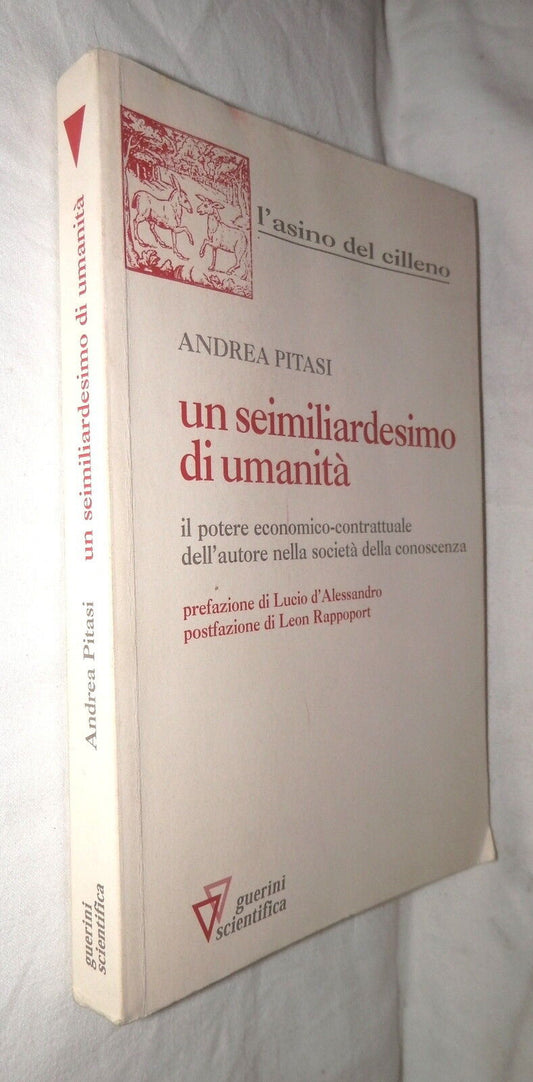 l'asino del cilleno
ANDREA PITASI
un seimiliardesimo
di umanità
il potere economico-contrattuale
dell'autore nella società della conoscenza
prefazione di Lucio d'Alessandro
postfazione di Leon Rappoport
guerini
scientifica
Andrea Pitasi un seimiliardesimo di umanità
guerini
scientifica